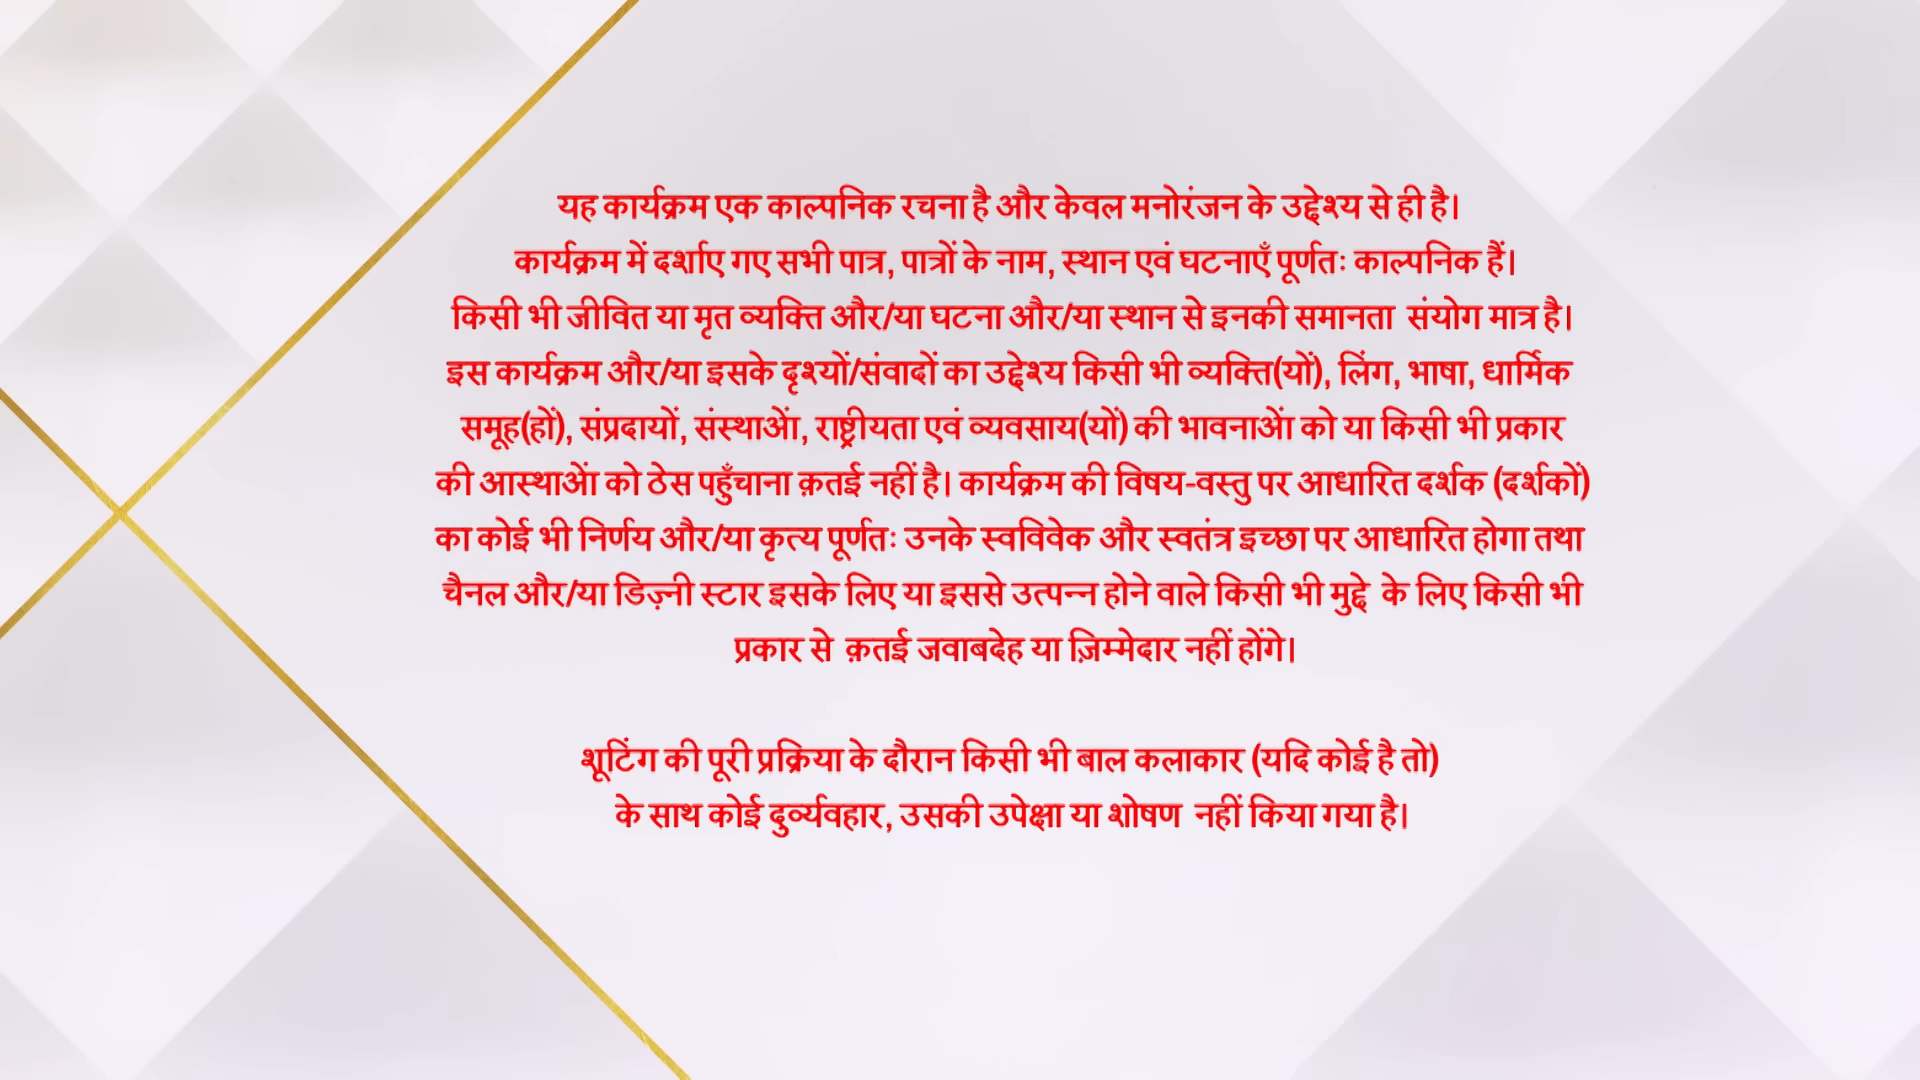 यह कार्यक्रम एक काल्पनिक रचना है और केवल मनोरंजन के उद्देश्य से ही है।
कार्यक्रम में दर्शाए गए सभी पात्र, पात्रों के नाम, स्थान एवं घटनाएँ पूर्णतः काल्पनिक हैं।
किसी भी जीवित या मृत व्यक्ति और/या घटना और/या स्थान से इनकी समानता संयोग मात्र है।
इस कार्यक्रम और/या इसके दृश्यों/संवादों का उद्देश्य किसी भी व्यक्ति(यों), लिंग, भाषा, धार्मिक
समूह(हों), संप्रदायों, संस्थाओं, राष्ट्रीयता एवं व्यवसाय(यों) की भावनाओं को या किसी भी प्रकार
की आस्थाओं को ठेस पहुँचाना क़तई नहीं है। कार्यक्रम की विषय-वस्तु पर आधारित दर्शक (दर्शकों)
का कोई भी निर्णय और/या कृत्य पूर्णतः उनके स्वविवेक और स्वतंत्र इच्छा पर आधारित होगा तथा
चैनल और/या डिज़्नी स्टार इसके लिए या इससे उत्पन्न होने वाले किसी भी मुद्दे के लिए किसी भी
प्रकार से क़तई जवाबदेह या ज़िम्मेदार नहीं होंगे।
शूटिंग की पूरी प्रक्रिया के दौरान किसी भी बाल कलाकार (यदि कोई है तो)
के साथ कोई दुर्व्यवहार, उसकी उपेक्षा या शोषण नहीं किया गया है।